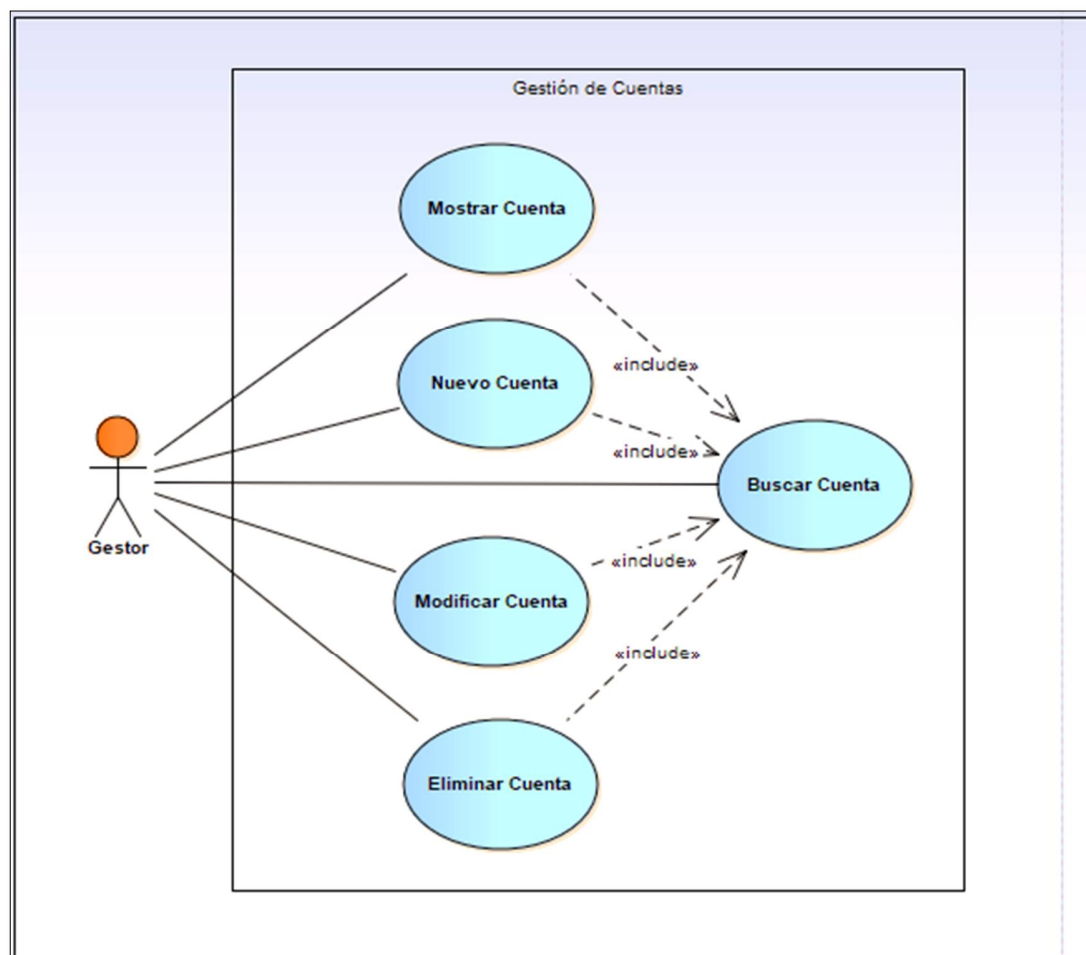 Gestión de Cuentas
Mostrar Cuenta
«include»
Nuevo Cuenta
«include»
Buscar Cuenta
Gestor
«include»
Modificar Cuenta
«include»
Eliminar Cuenta